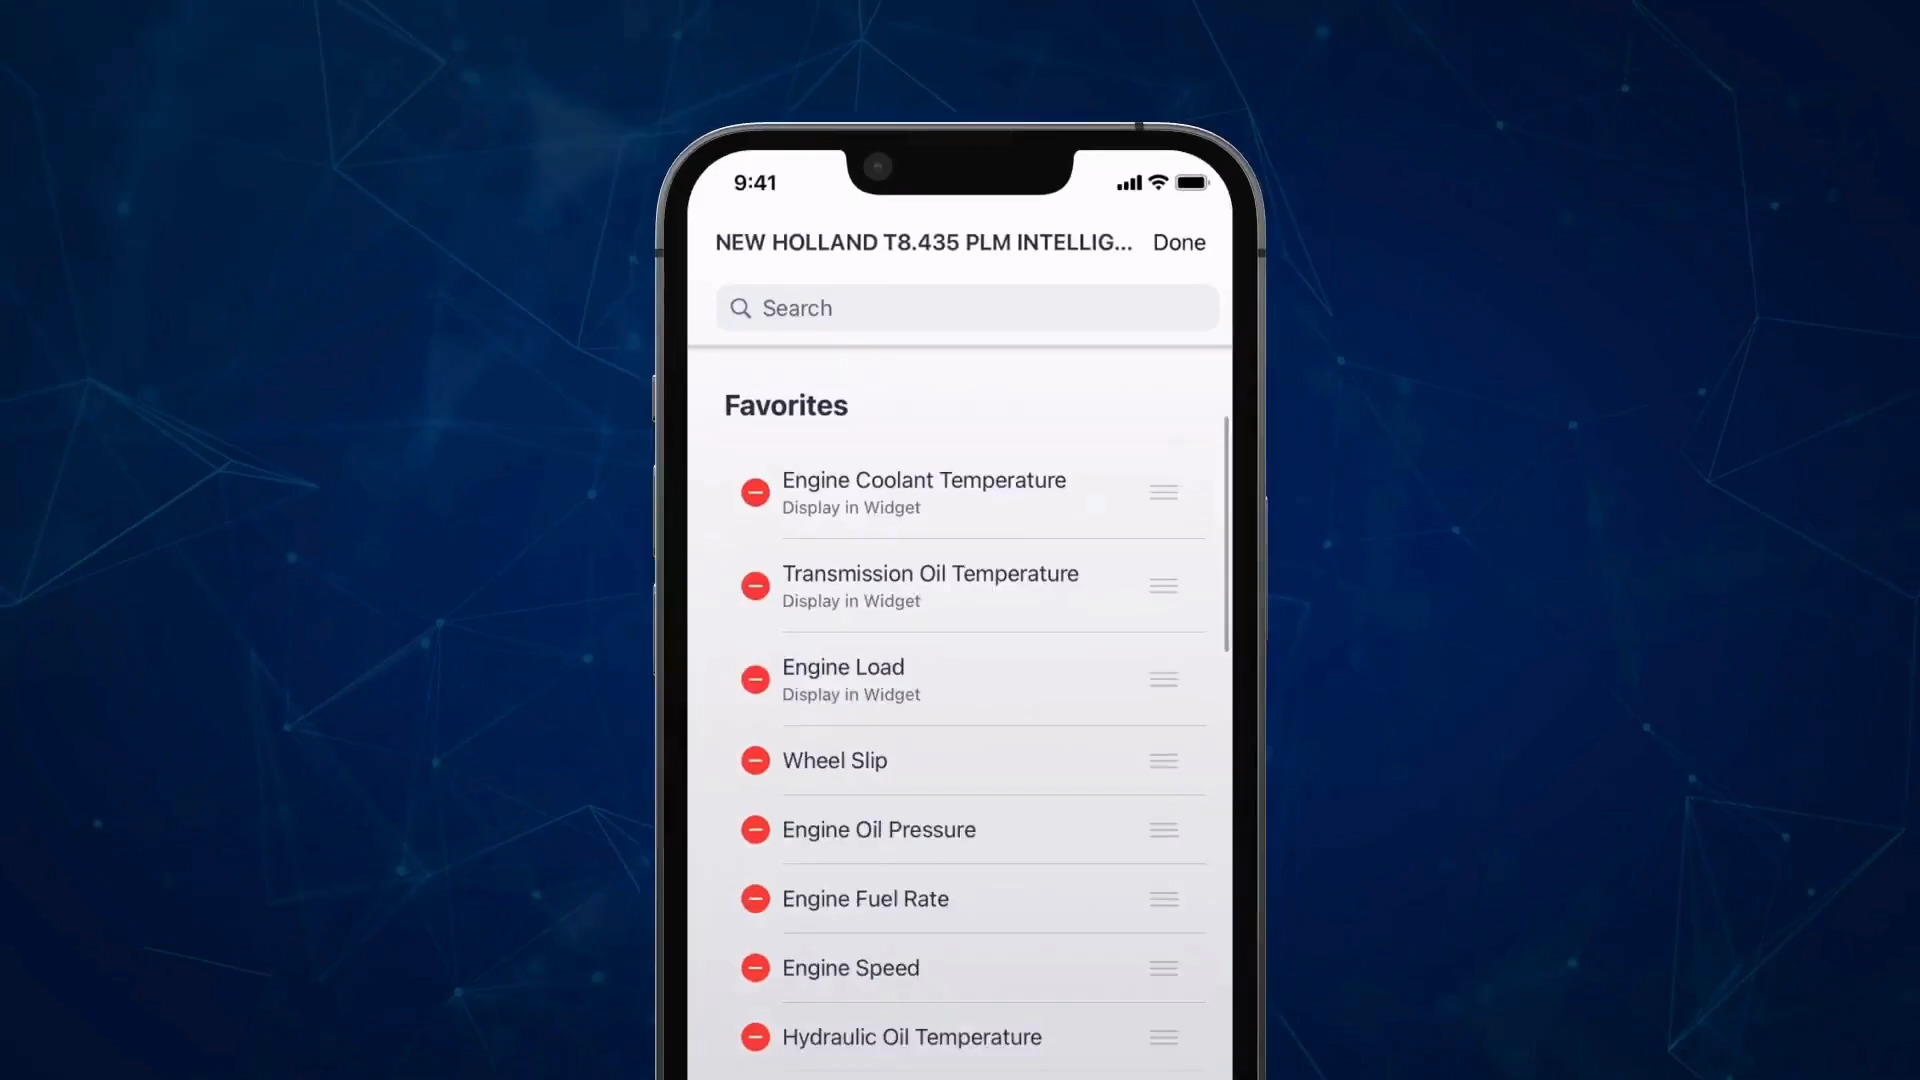 9:41
NEW HOLLAND T8.435 PLM INTELLIG... Done
Search
Favorites
Engine Coolant Temperature
Display in Widget
Transmission Oil Temperature
Display in Widget
Engine Load
Display in Widget
Wheel Slip
Engine Oil Pressure
Engine Fuel Rate
Engine Speed
Hydraulic Oil Temperature